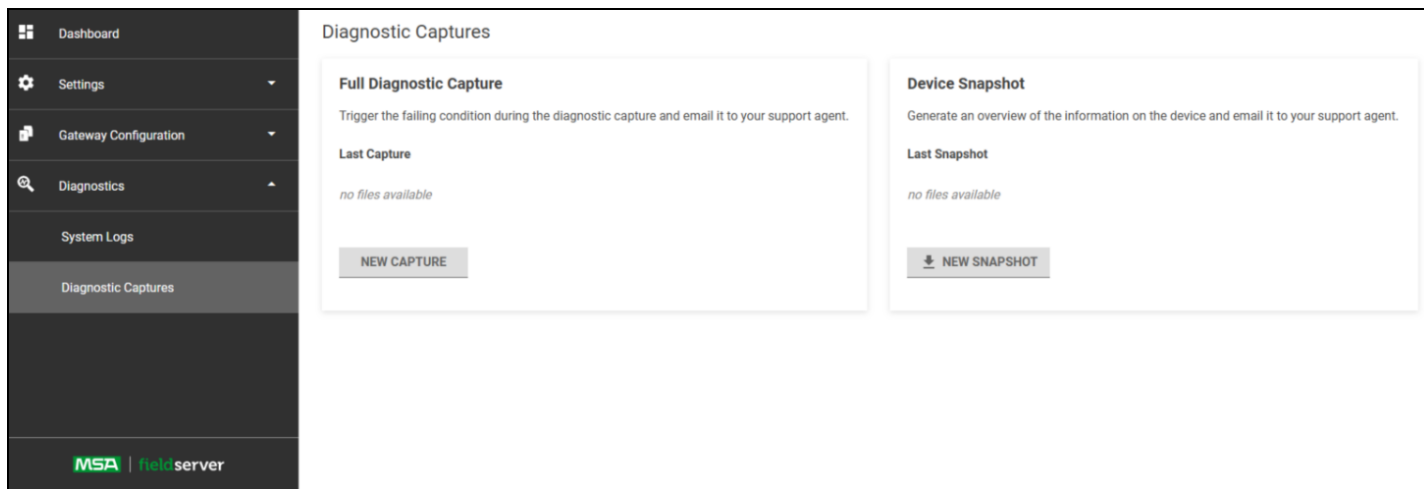 Dashboard
Settings
Gateway Configuration
Diagnostics
System Logs
Diagnostic Captures
MSA | fieldserver
Diagnostic Captures
Full Diagnostic Capture
Trigger the failing condition during the diagnostic capture and email it to your support agent.
Last Capture
no files available
NEW CAPTURE
Device Snapshot
Generate an overview of the information on the device and email it to your support agent.
Last Snapshot
no files available
NEW SNAPSHOT